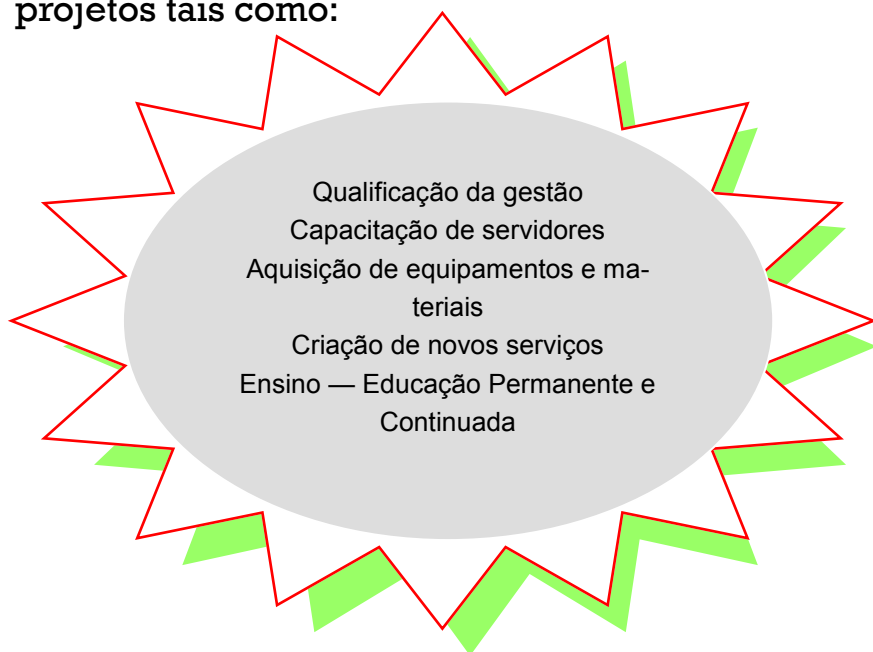 projetos tais como:
Qualificação da gestão
Capacitação de servidores
Aquisição de equipamentos e ma-
teriais
Criação de novos serviços
Ensino — Educação Permanente e
Continuada